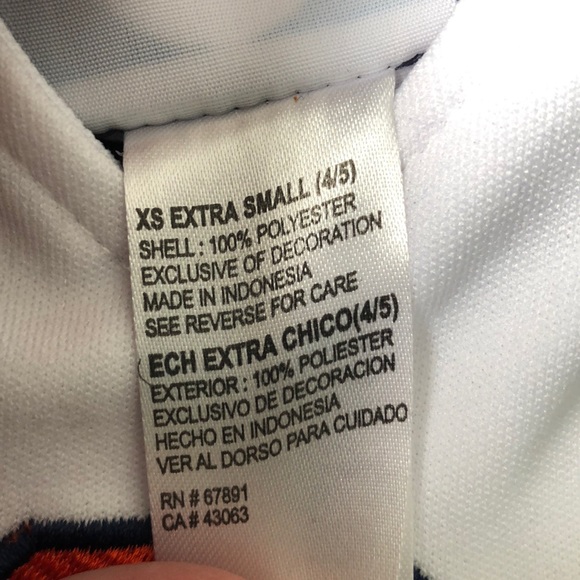 XS EXTRA SMALL (4/5)
SHELL : 100% POLYESTER
EXCLUSIVE OF DECORATION
MADE IN INDONESIA
SEE REVERSE FOR CARE
ECH EXTRA CHICO(4/5)
EXTERIOR : 100% POLIESTER
EXCLUSIVO DE DECORACION
HECHO EN INDONESIA
VER AL DORSO PARA CUIDADO
RN # 67891
CA# 43063